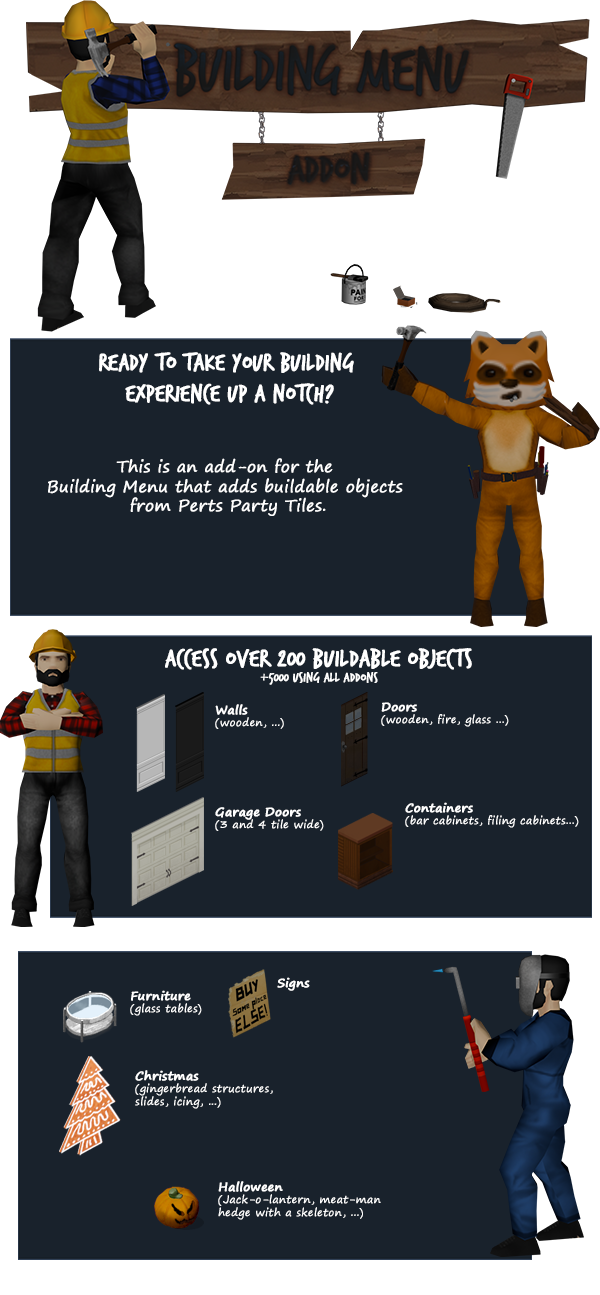 BUILDING MENU
ADDON
PAIN
FOR
READY TO TAKE YOUR BUILDING
EXPERIENCE UP A NOTCH?
This is an add-on for the
Building Menu that adds buildable objects
from Perts Party Tiles.
ACCESS OVER 200 BUILDABLE OBJECTS
+5000 USING ALL ADDONS
Walls
(wooden, ...)
Doors
(wooden, fire, glass ...)
Garage Doors
(3 and 4 tile wide)
Containers
(bar cabinets, filing cabinets...)
Furniture
(glass tables)
BUY
Some place
ELSE!
Signs
Christmas
(gingerbread structures,
slides, icing, ...)
Halloween
(Jack-o-lantern, meat-man
hedge with a skeleton, ...)